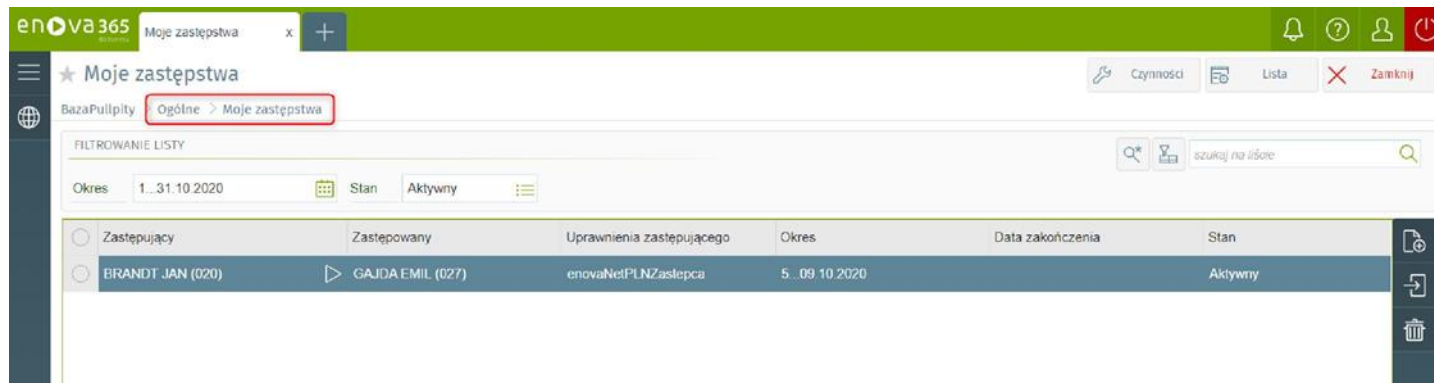 enova365 Moje zastępstwa x
Moje zastępstwa Czynności Lista Zamknij
BazaPullpity > Ogólne > Moje zastępstwa
FILTROWANIE LISTY szukaj na liście
Okres 1...31.10.2020 Stan Aktywny
Zastępujący Zastępowany Uprawnienia zastępującego Okres Data zakończenia Stan
BRANDT JAN (020) GAJDA EMIL (027) enovaNetPLNZastepca 5...09.10.2020 Aktywny